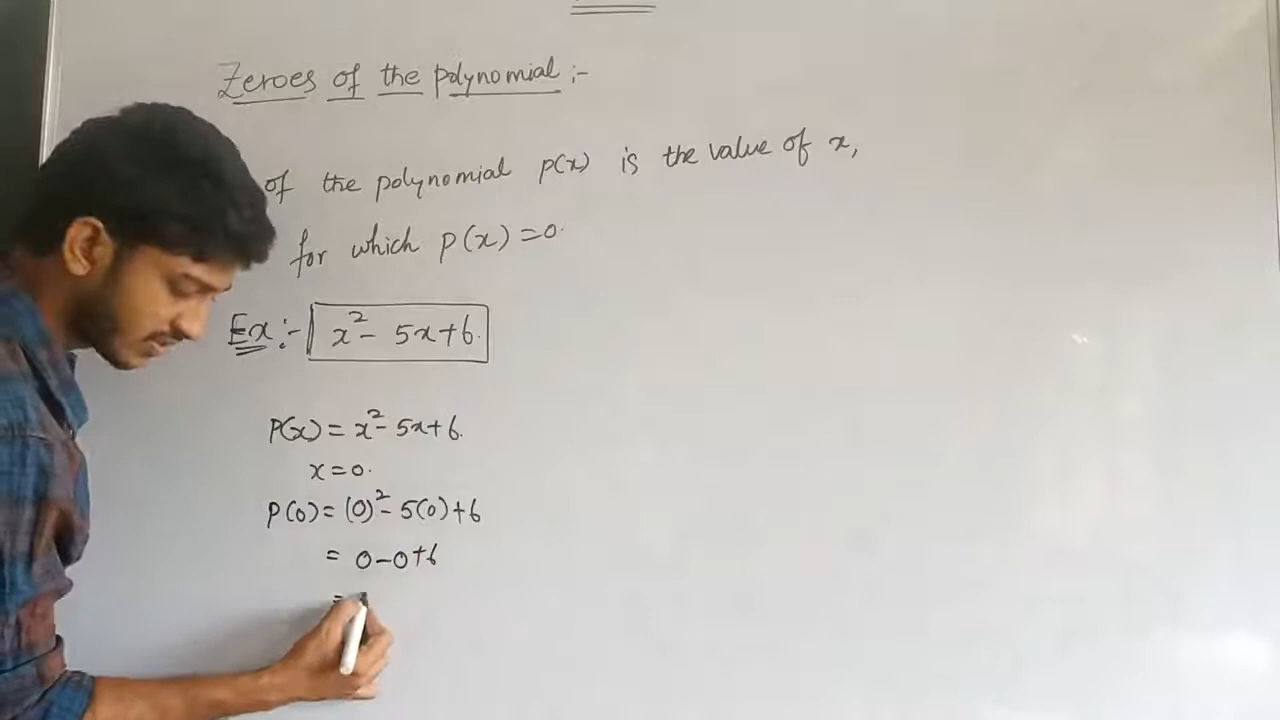 Zeroes of the polynomial :-
of the polynomial P(x) is the value of x,
for which P(x)=0.
Ex:- x²- 5x+6.
P(x) = x²- 5x+6.
x=0.
P(0)= (0)²- 5(0)+6
= 0-0+6
=